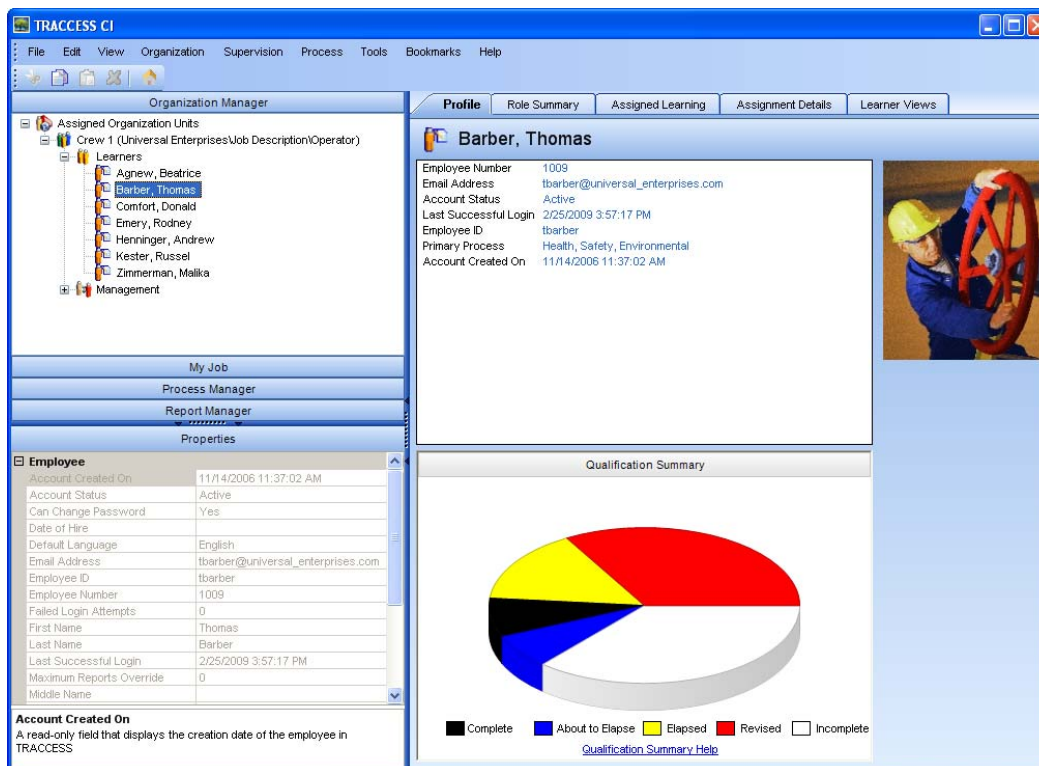 TRACCESS CI
File Edit View Organization Supervision Process Tools Bookmarks Help
Organization Manager
Assigned Organization Units
Crew 1 (Universal Enterprises\Job Description\Operator)
Learners
Agnew, Beatrice
Barber, Thomas
Comfort, Donald
Emery, Rodney
Henninger, Andrew
Kester, Russel
Zimmerman, Malika
Management
My Job
Process Manager
Report Manager
Properties
Employee
Account Created On 11/14/2006 11:37:02 AM
Account Status Active
Can Change Password Yes
Date of Hire
Default Language English
Email Address tbarber@universal_enterprises.com
Employee ID tbarber
Employee Number 1009
Failed Login Attempts 0
First Name Thomas
Last Name Barber
Last Successful Login 2/25/2009 3:57:17 PM
Maximum Reports Override 0
Middle Name
Account Created On
A read-only field that displays the creation date of the employee in
TRACCESS
Profile Role Summary Assigned Learning Assignment Details Learner Views
Barber, Thomas
Employee Number 1009
Email Address tbarber@universal_enterprises.com
Account Status Active
Last Successful Login 2/25/2009 3:57:17 PM
Employee ID tbarber
Primary Process Health, Safety, Environmental
Account Created On 11/14/2006 11:37:02 AM
Qualification Summary
Complete About to Elapse Elapsed Revised Incomplete
Qualification Summary Help